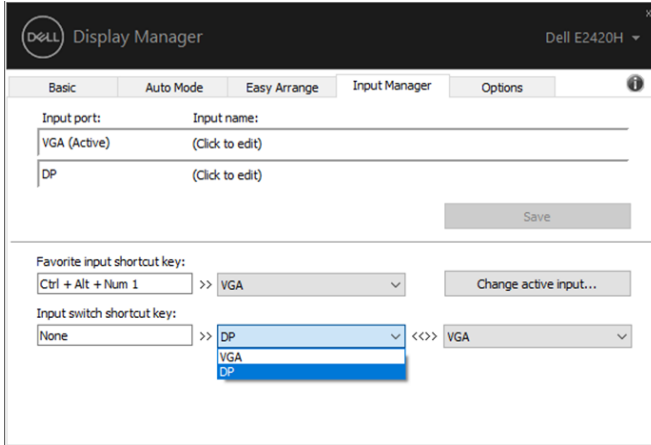 DELL Display Manager Dell E2420H
x
Basic Auto Mode Easy Arrange Input Manager Options i
Input port: Input name:
VGA (Active) (Click to edit)
DP (Click to edit)
Save
Favorite input shortcut key:
Ctrl + Alt + Num 1 >> VGA Change active input...
Input switch shortcut key:
None >> DP <<>> VGA
VGA
DP